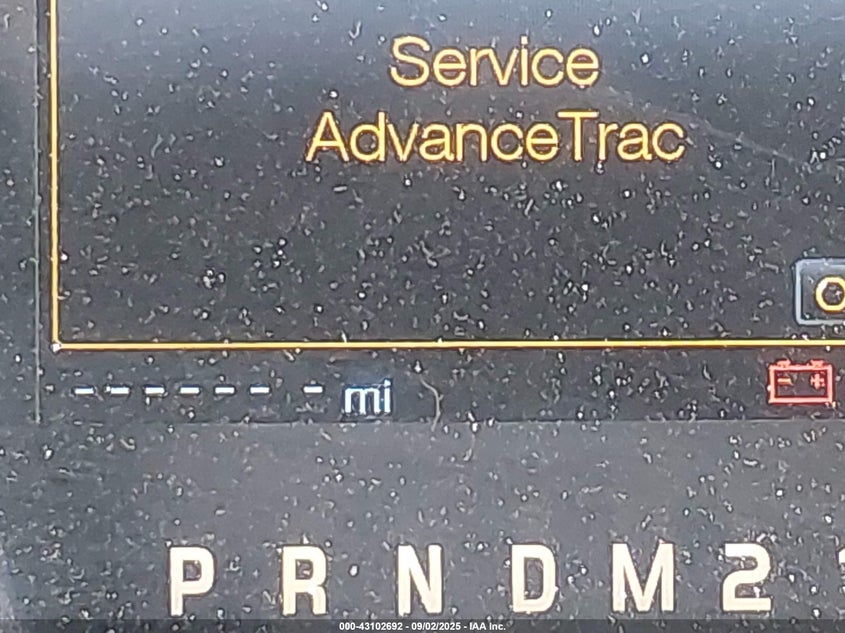 Service
AdvanceTrac
O
------ - mi
- +
P R N D M 2
000-43102692 - 09/02/2025 - IAA Inc.